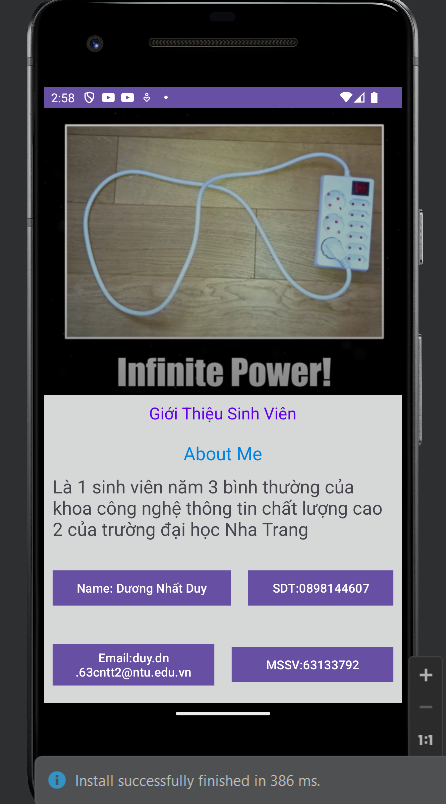 2:58
Infinite Power!
Giới Thiệu Sinh Viên
About Me
Là 1 sinh viên năm 3 bình thường của
khoa công nghệ thông tin chất lượng cao
2 của trường đại học Nha Trang
Name: Dương Nhất Duy
SDT:0898144607
Email:duy.dn
.63cntt2@ntu.edu.vn
MSSV:63133792
1:1
Install successfully finished in 386 ms.